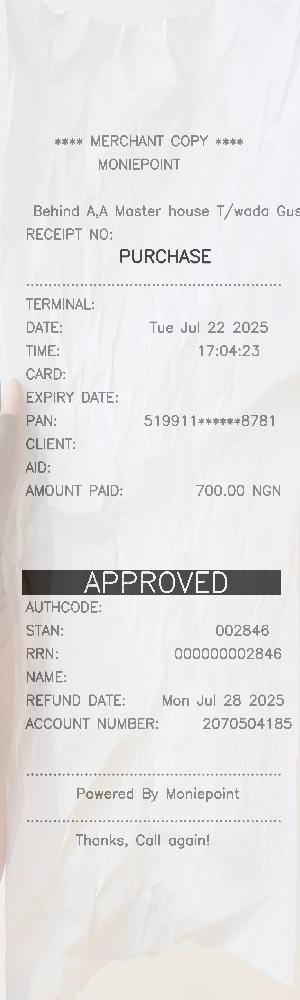 **** MERCHANT COPY ****
MONIEPOINT
Behind A,A Master house T/wada Gus
RECEIPT NO:
PURCHASE
TERMINAL:
DATE: Tue Jul 22 2025
TIME: 17:04:23
CARD:
EXPIRY DATE:
PAN: 519911******8781
CLIENT:
AID:
AMOUNT PAID: 700.00 NGN
APPROVED
AUTHCODE:
STAN: 002846
RRN: 000000002846
NAME:
REFUND DATE: Mon Jul 28 2025
ACCOUNT NUMBER: 2070504185
Powered By Moniepoint
Thanks, Call again!